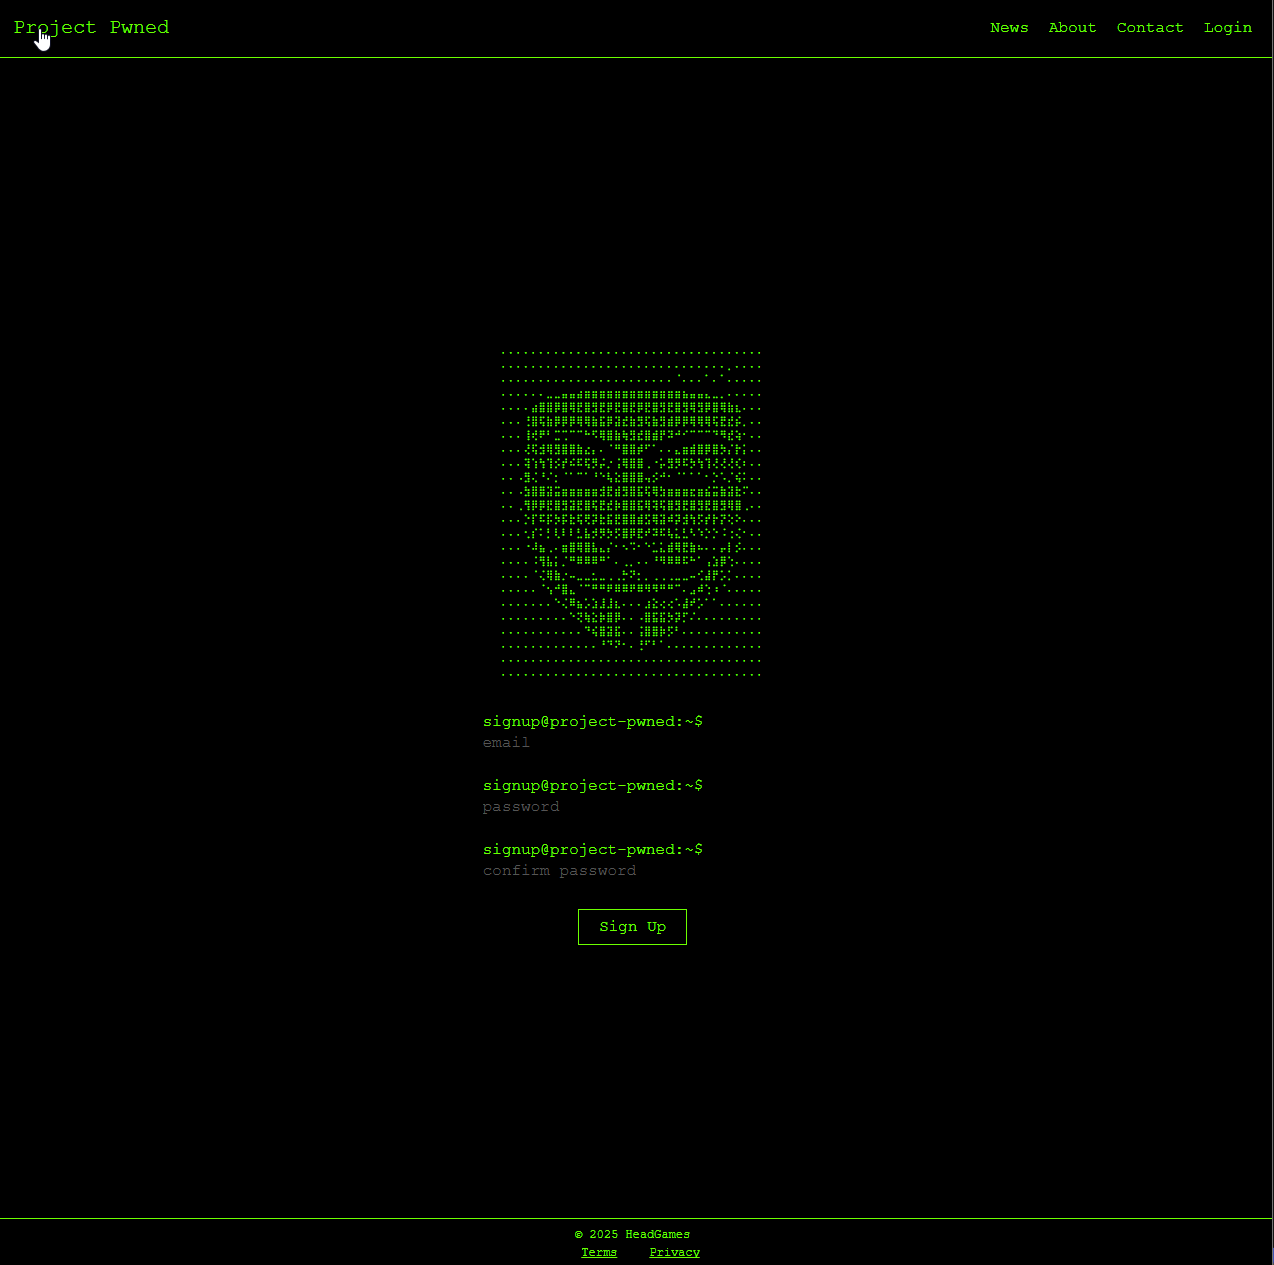 Project Pwned
News About Contact Login
signup@project-pwned:~$
email
signup@project-pwned:~$
password
signup@project-pwned:~$
confirm password
Sign Up
© 2025 HeadGames
Terms Privacy